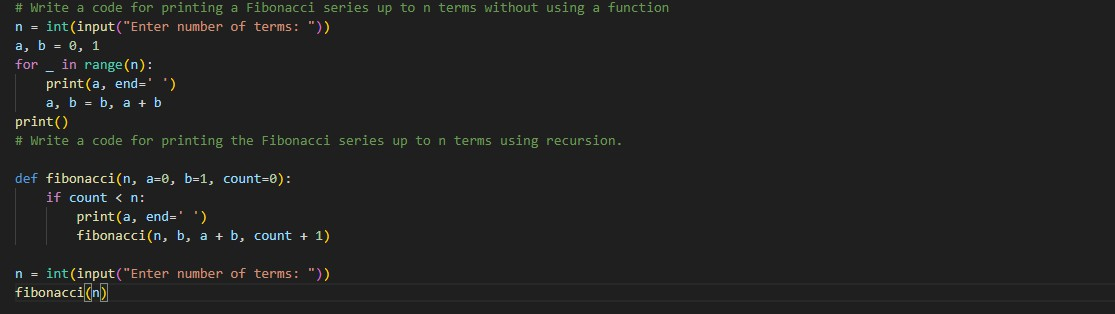 # Write a code for printing a Fibonacci series up to n terms without using a function
n = int(input("Enter number of terms: "))
a, b = 0, 1
for _ in range(n):
    print(a, end=' ')
    a, b = b, a + b
print()
# Write a code for printing the Fibonacci series up to n terms using recursion.
def fibonacci(n, a=0, b=1, count=0):
    if count < n:
        print(a, end=' ')
        fibonacci(n, b, a + b, count + 1)
n = int(input("Enter number of terms: "))
fibonacci(n)